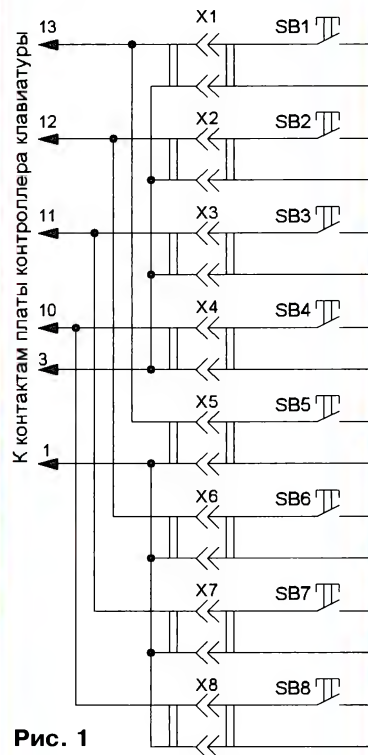 К контактам платы контроллера клавиатуры
13 X1 SB1
12 X2 SB2
11 X3 SB3
10 X4 SB4
3
X5 SB5
1
X6 SB6
X7 SB7
X8 SB8
Рис. 1